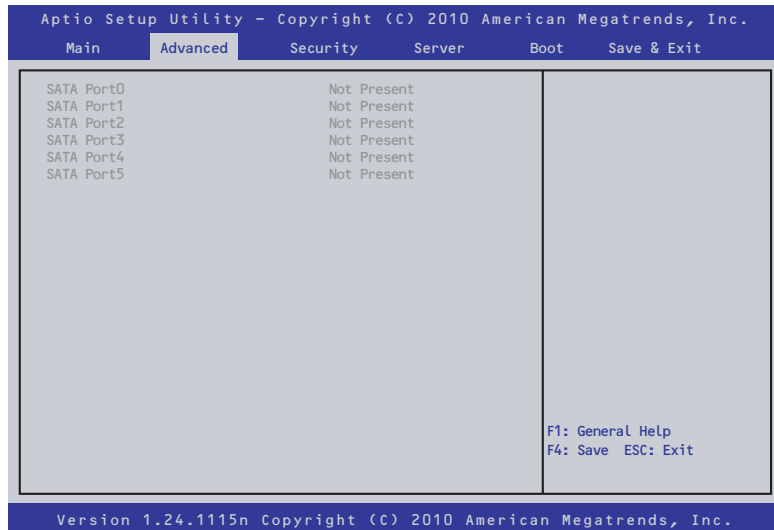 Aptio Setup Utility – Copyright (C) 2010 American Megatrends, Inc.
Main Advanced Security Server Boot Save & Exit
SATA Port0 Not Present
SATA Port1 Not Present
SATA Port2 Not Present
SATA Port3 Not Present
SATA Port4 Not Present
SATA Port5 Not Present
F1: General Help
F4: Save ESC: Exit
Version 1.24.1115n Copyright (C) 2010 American Megatrends, Inc.